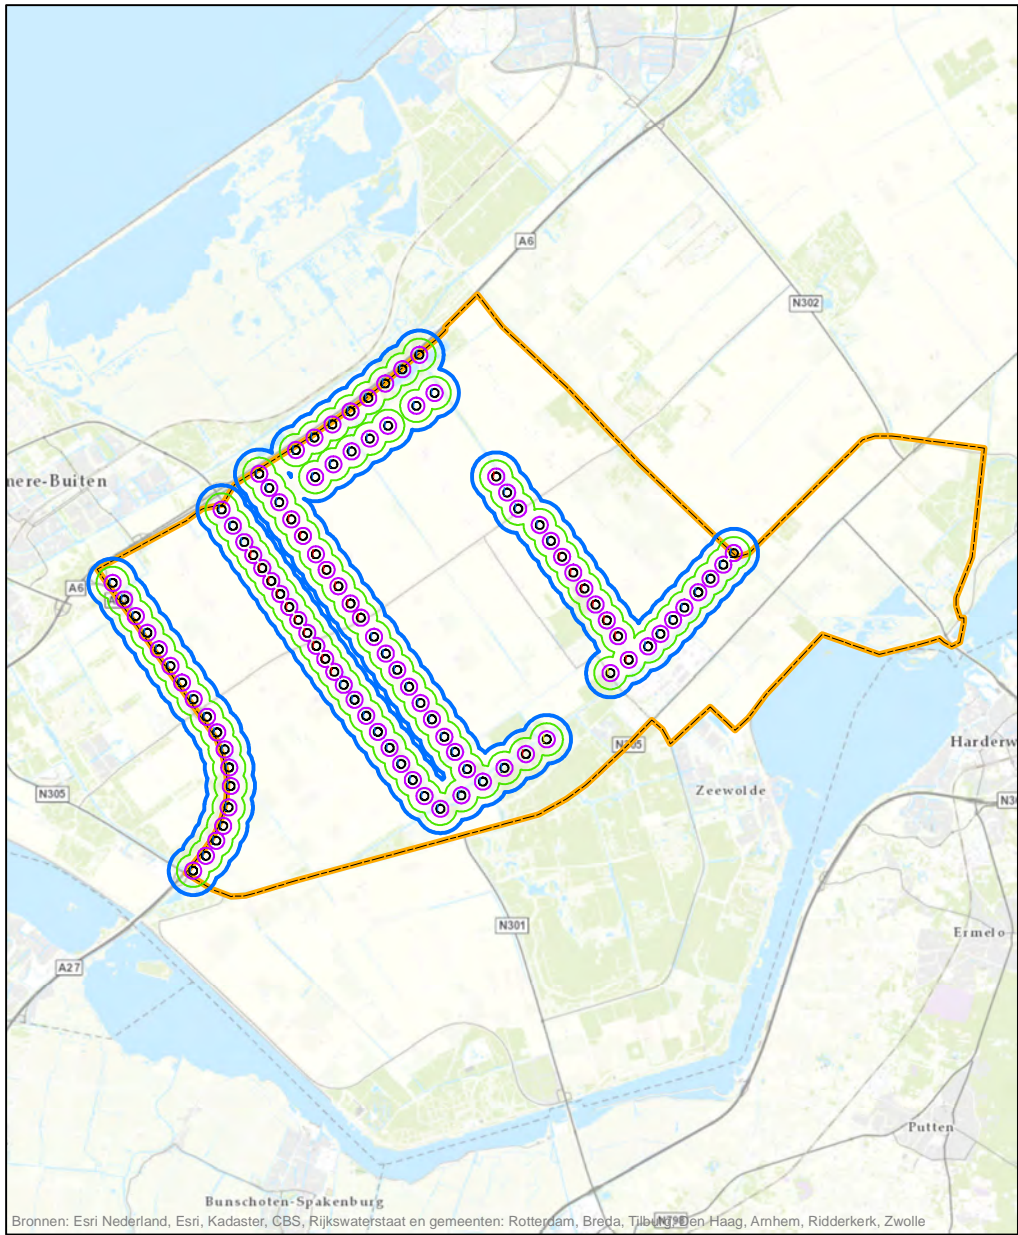 A6
N302
mere-Buiten
A6
N305
N305
Zeewolde
Harderw
N30
N301
Ermelo
A27
Putten
Bunschoten-Spakenburg
Bronnen: Esri Nederland, Esri, Kadaster, CBS, Rijkswaterstaat en gemeenten: Rotterdam, Breda, Tilburg, Den Haag, Arnhem, Ridderkerk, Zwolle
N798